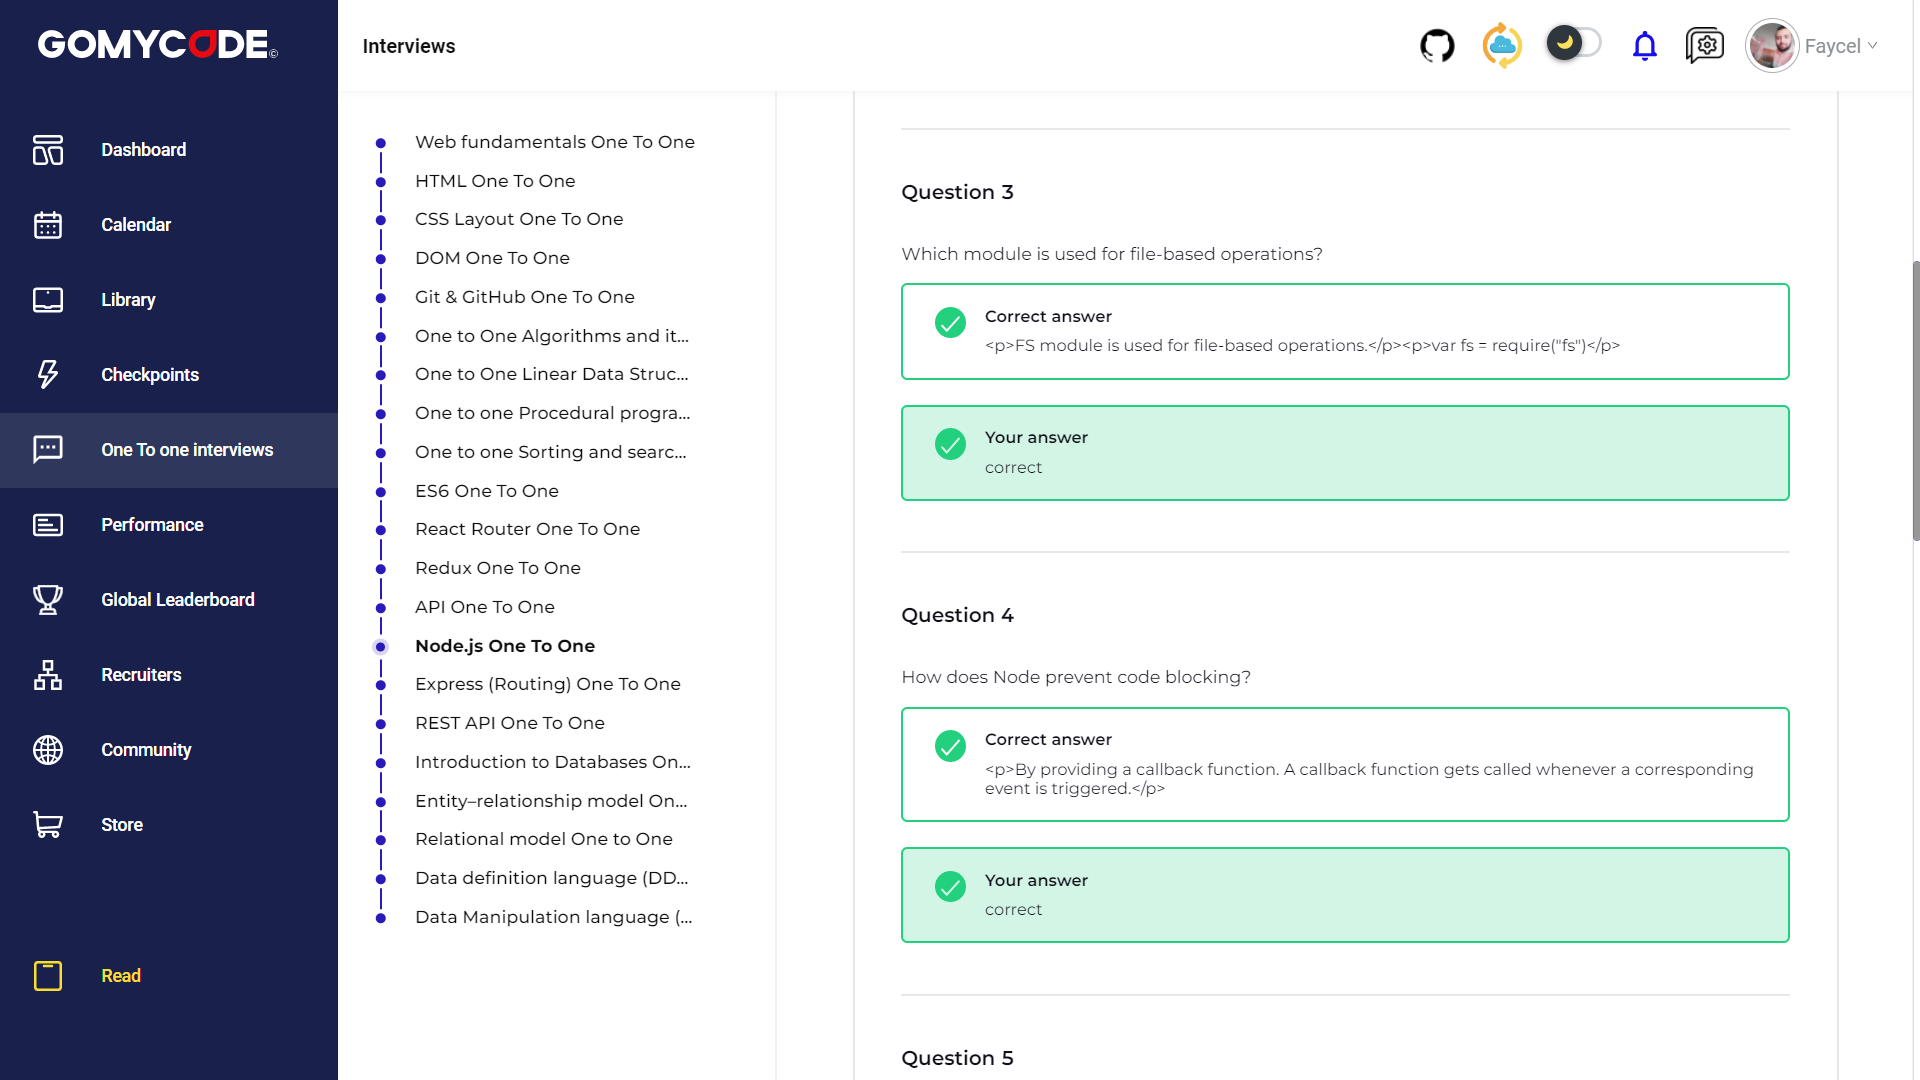 GOMYCODE©
Interviews
Faycel
Dashboard
Calendar
Library
Checkpoints
One To one interviews
Performance
Global Leaderboard
Recruiters
Community
Store
Read
Web fundamentals One To One
HTML One To One
CSS Layout One To One
DOM One To One
Git & GitHub One To One
One to One Algorithms and it...
One to One Linear Data Struc...
One to one Procedural progra...
One to one Sorting and searc...
ES6 One To One
React Router One To One
Redux One To One
API One To One
Node.js One To One
Express (Routing) One To One
REST API One To One
Introduction to Databases On...
Entity–relationship model On...
Relational model One to One
Data definition language (DD...
Data Manipulation language (...
Question 3
Which module is used for file-based operations?
Correct answer
<p>FS module is used for file-based operations.</p><p>var fs = require("fs")</p>
Your answer
correct
Question 4
How does Node prevent code blocking?
Correct answer
<p>By providing a callback function. A callback function gets called whenever a corresponding
event is triggered.</p>
Your answer
correct
Question 5